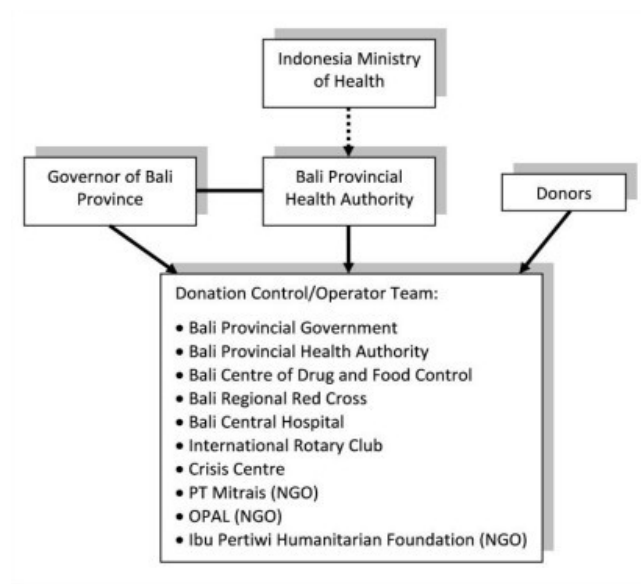 Indonesia Ministry
of Health
Governor of Bali
Province
Bali Provincial
Health Authority
Donors
Donation Control/Operator Team:
• Bali Provincial Government
• Bali Provincial Health Authority
• Bali Centre of Drug and Food Control
• Bali Regional Red Cross
• Bali Central Hospital
• International Rotary Club
• Crisis Centre
• PT Mitrais (NGO)
• OPAL (NGO)
• Ibu Pertiwi Humanitarian Foundation (NGO)